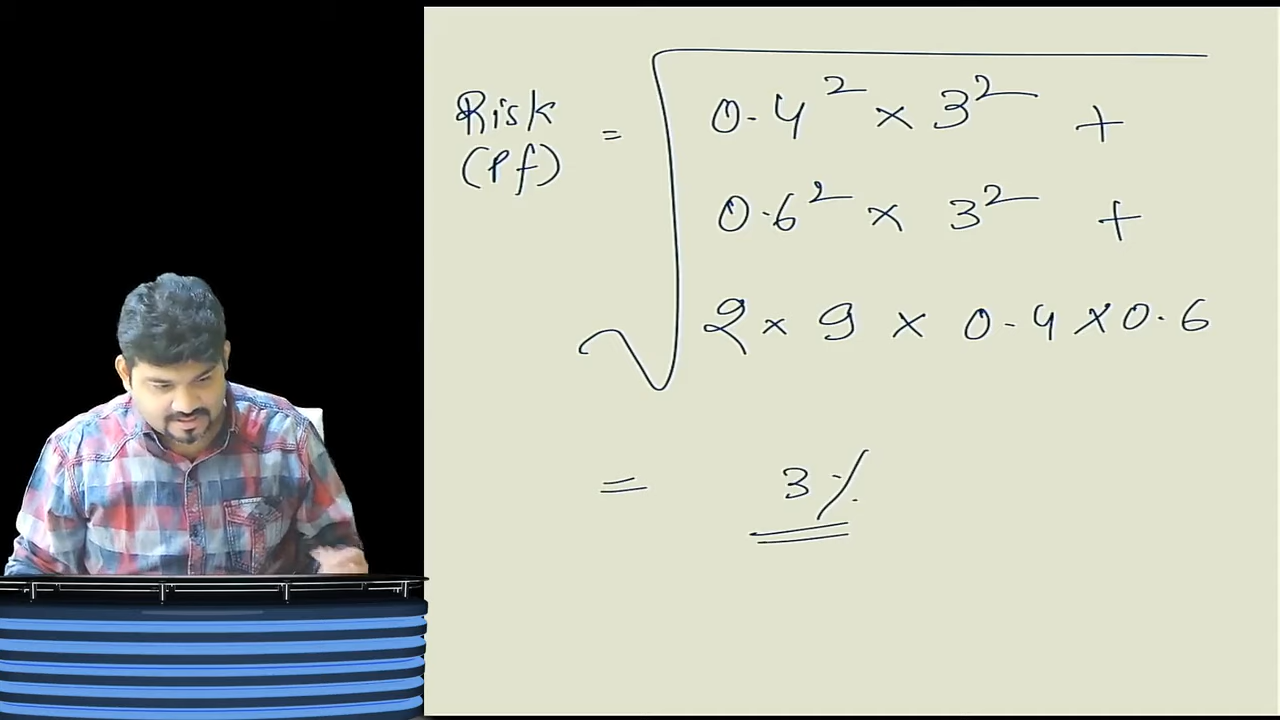 Risk
(Pf) = √
0.4² × 3² +
0.6² × 3² +
2 × 9 × 0.4 × 0.6
= 3%